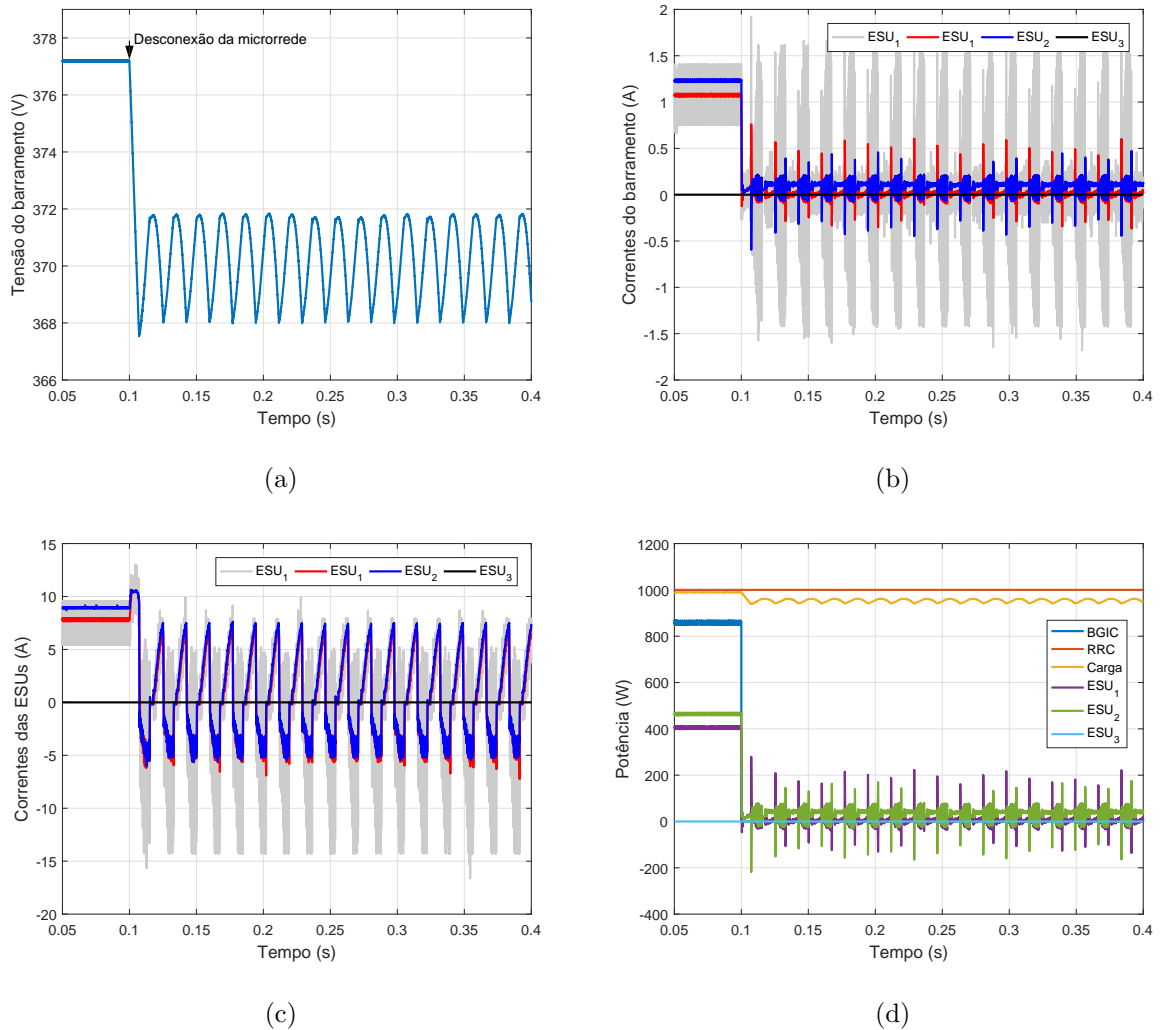 378
376
374
372
370
368
366
Tensão do barramento (V)
Desconexão da microrrede
0.05 0.1 0.15 0.2 0.25 0.3 0.35 0.4
Tempo (s)
(a)
2
1.5
1
0.5
0
-0.5
-1
-1.5
-2
Correntes do barramento (A)
ESU1 ESU1 ESU2 ESU3
0.05 0.1 0.15 0.2 0.25 0.3 0.35 0.4
Tempo (s)
(b)
15
10
5
0
-5
-10
-15
-20
Correntes das ESUs (A)
ESU1 ESU1 ESU2 ESU3
0.05 0.1 0.15 0.2 0.25 0.3 0.35 0.4
Tempo (s)
(c)
1200
1000
800
600
400
200
0
-200
-400
Potência (W)
BGIC
RRC
Carga
ESU1
ESU2
ESU3
0.05 0.1 0.15 0.2 0.25 0.3 0.35 0.4
Tempo (s)
(d)